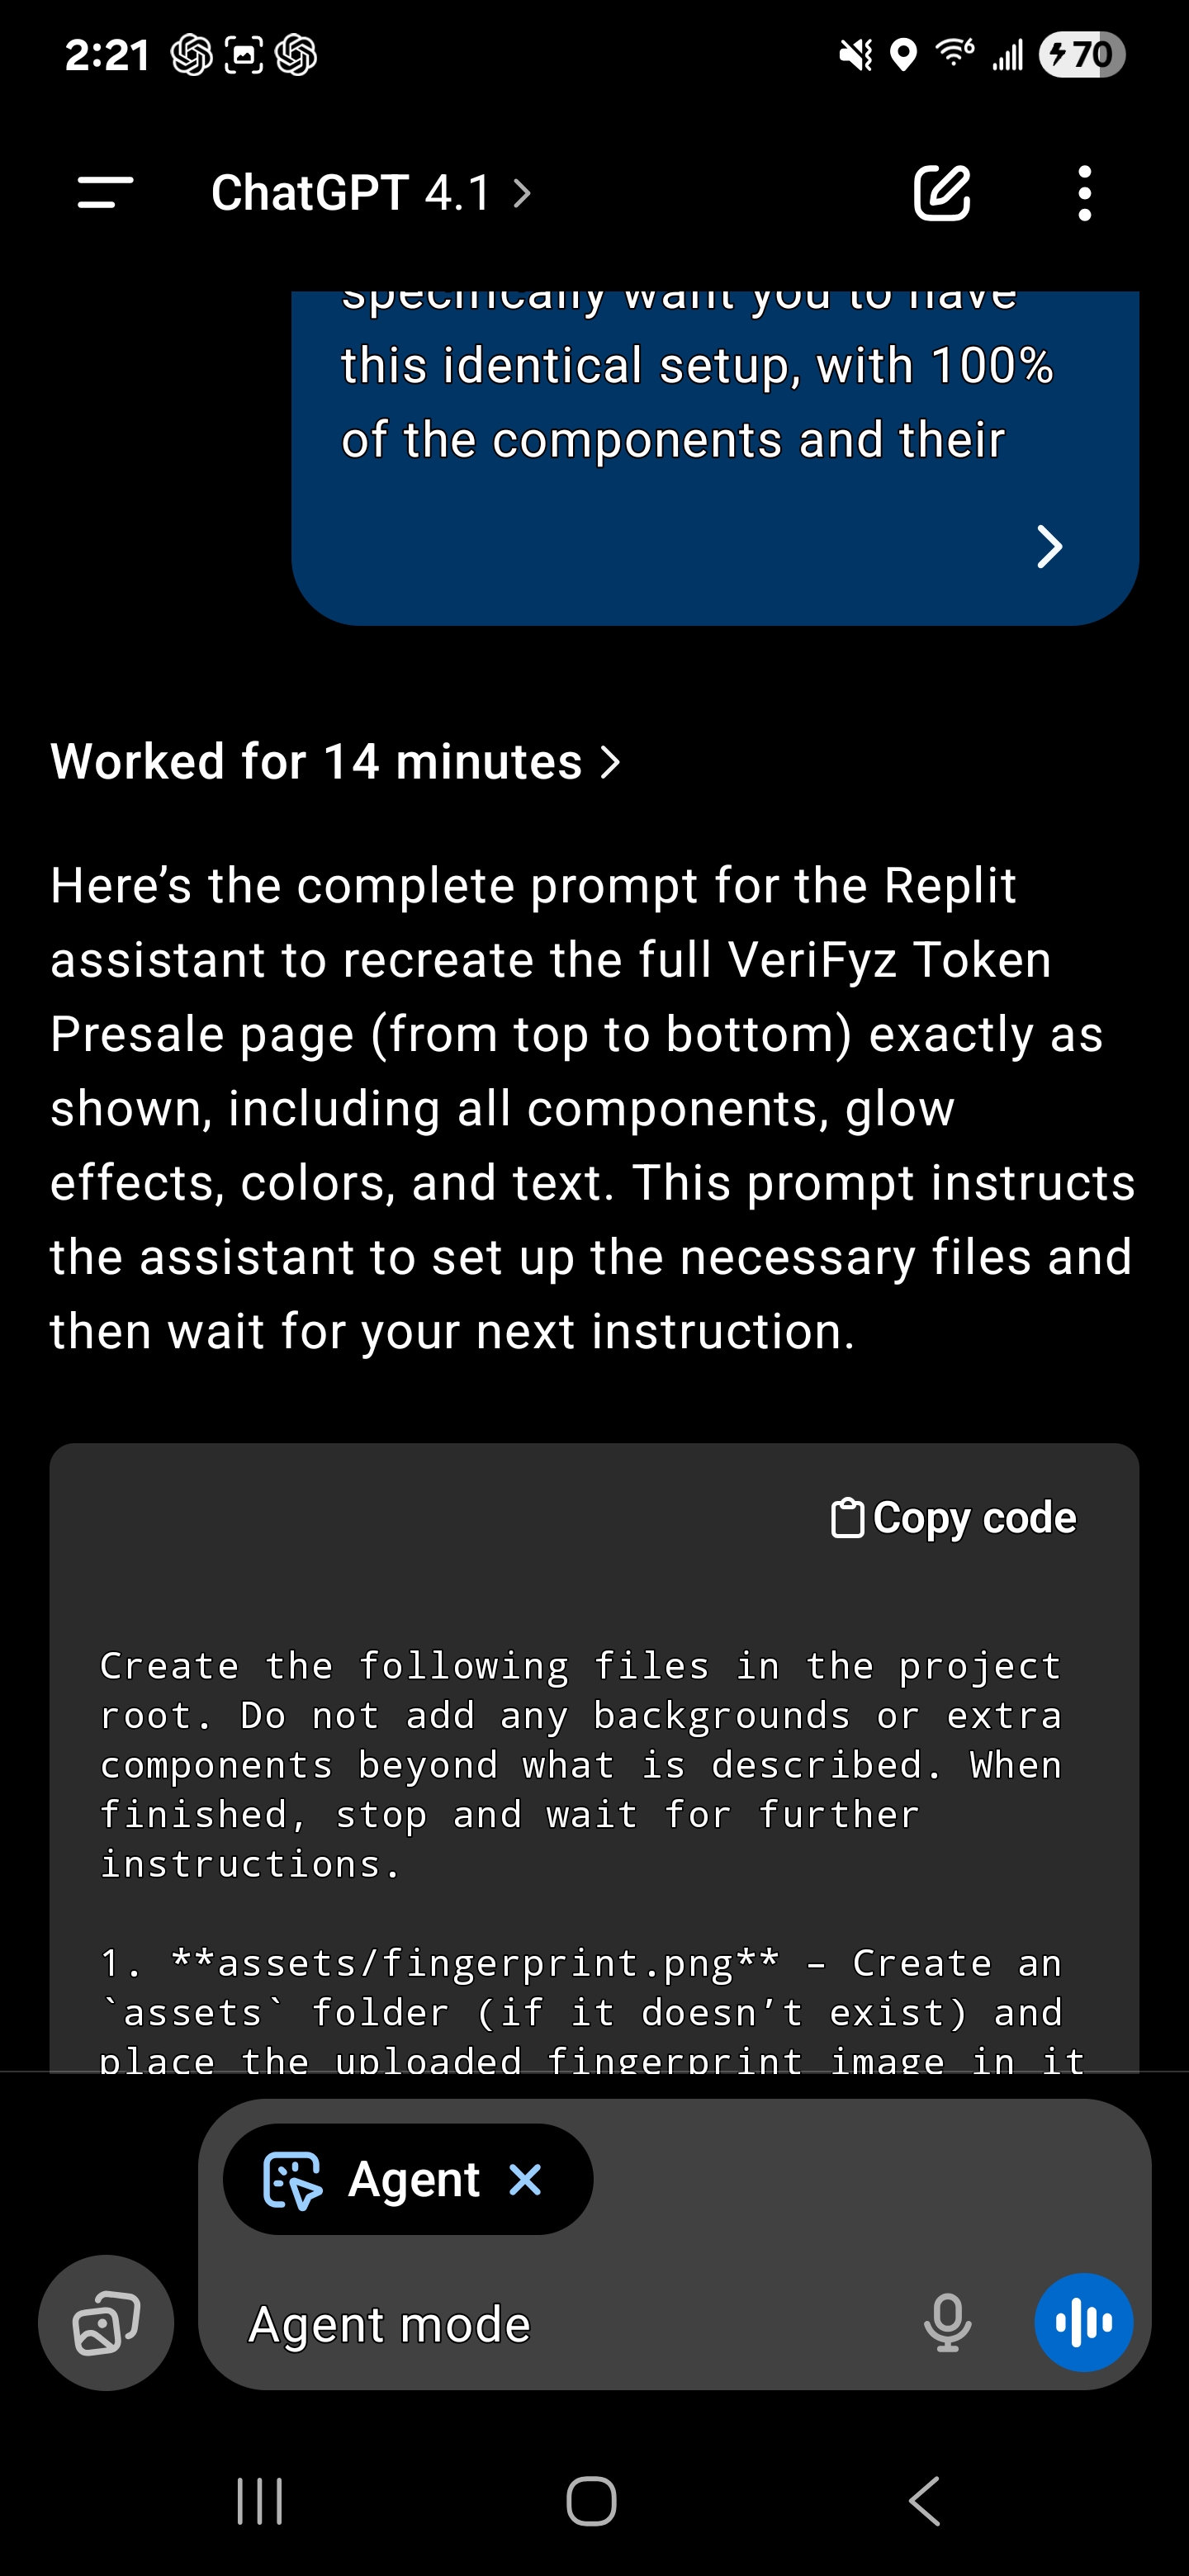 2:21
70
ChatGPT 4.1
specifically want you to have
this identical setup, with 100%
of the components and their
Worked for 14 minutes
Here’s the complete prompt for the Replit
assistant to recreate the full VeriFyz Token
Presale page (from top to bottom) exactly as
shown, including all components, glow
effects, colors, and text. This prompt instructs
the assistant to set up the necessary files and
then wait for your next instruction.
Copy code
Create the following files in the project
root. Do not add any backgrounds or extra
components beyond what is described. When
finished, stop and wait for further
instructions.
1. **assets/fingerprint.png** – Create an
`assets` folder (if it doesn’t exist) and
place the uploaded fingerprint image in it
Agent
Agent mode